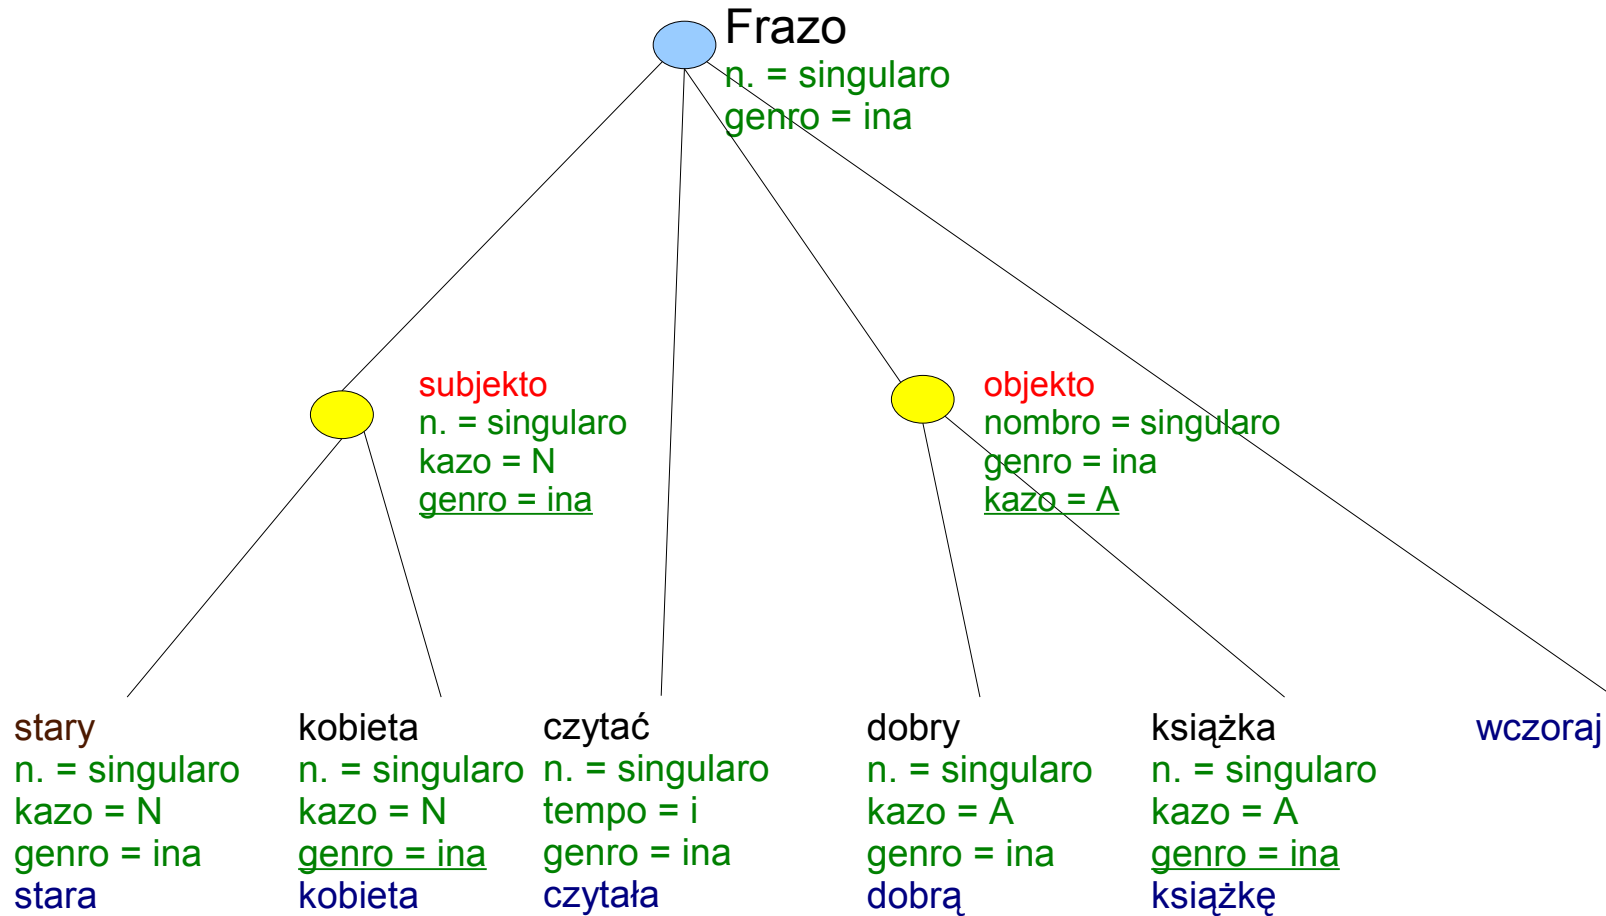 Frazo
n. = singularo
genro = ina
subjekto
n. = singularo
kazo = N
genro = ina
objekto
nombro = singularo
genro = ina
kazo = A
stary
n. = singularo
kazo = N
genro = ina
stara
kobieta
n. = singularo
kazo = N
genro = ina
kobieta
czytać
n. = singularo
tempo = i
genro = ina
czytała
dobry
n. = singularo
kazo = A
genro = ina
dobrą
książka
n. = singularo
kazo = A
genro = ina
książkę
wczoraj